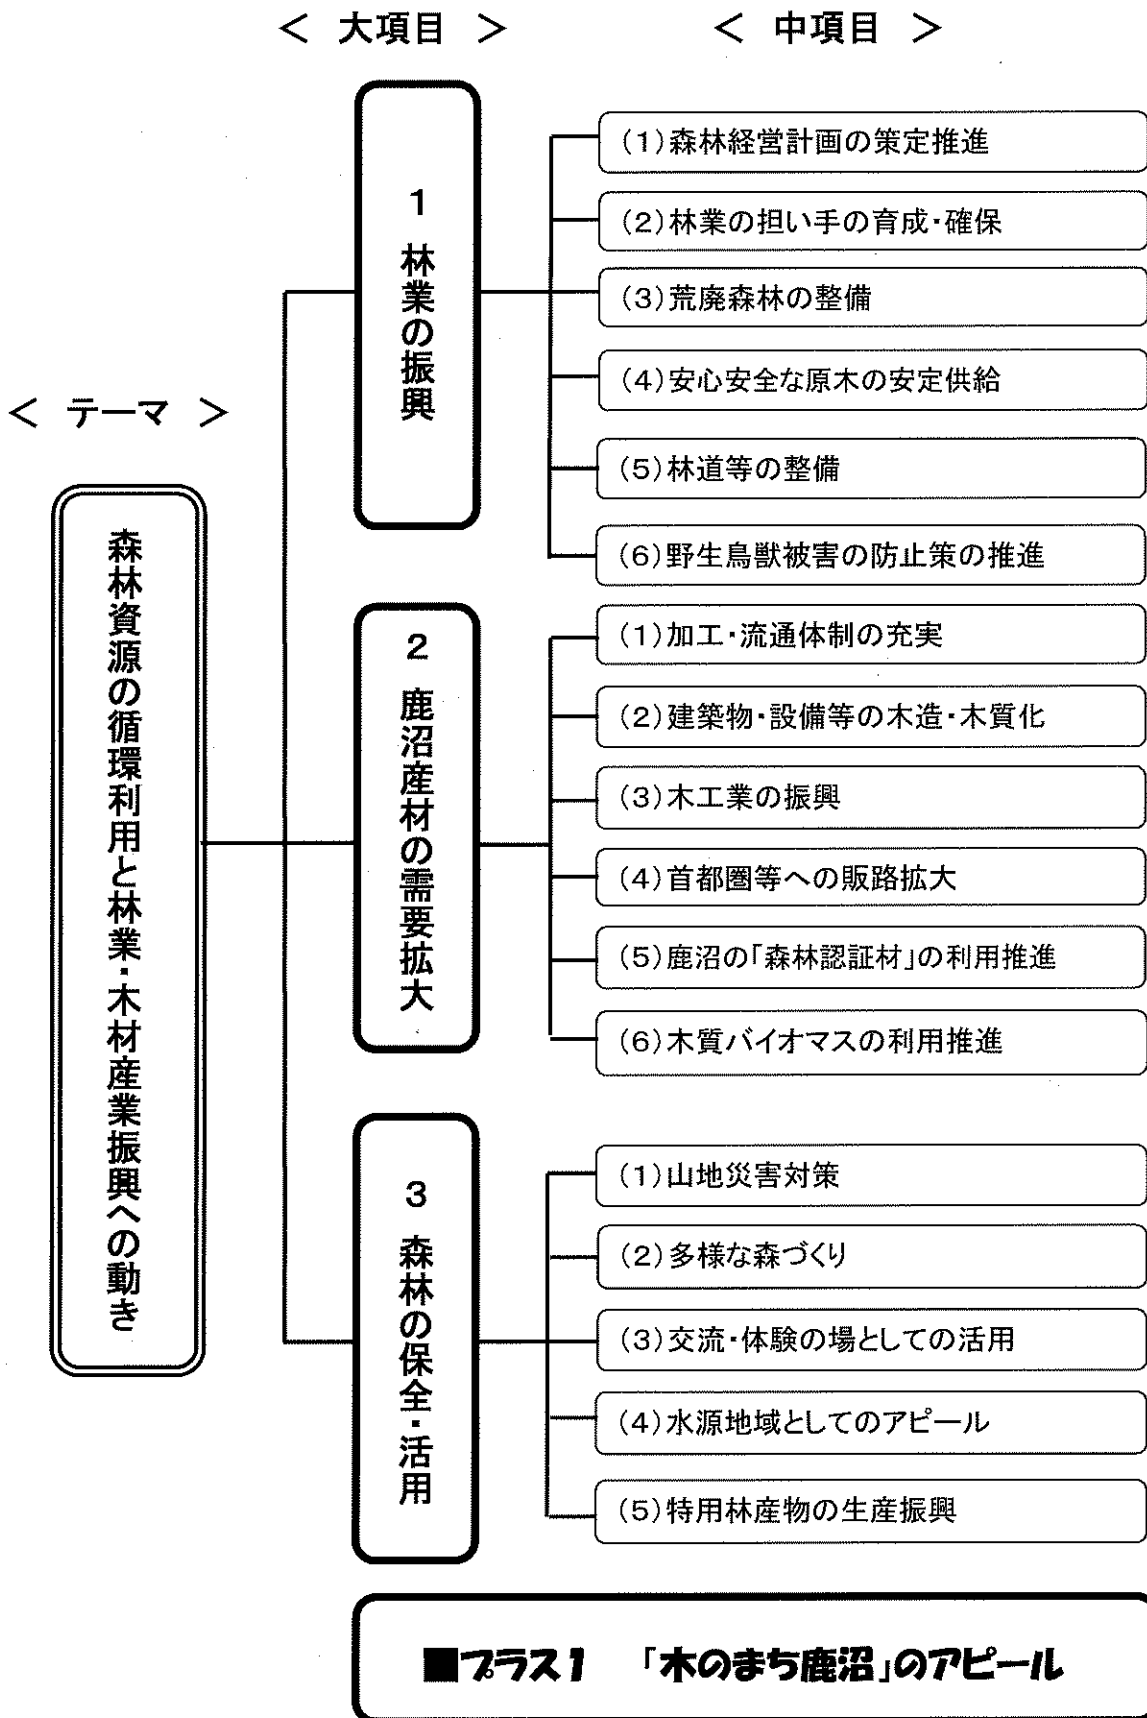 ＜ 大項目 ＞
＜ 中項目 ＞
＜ テーマ ＞
森林資源の循環利用と林業・木材産業振興への動き
1 林業の振興
(1)森林経営計画の策定推進
(2)林業の担い手の育成・確保
(3)荒廃森林の整備
(4)安心安全な原木の安定供給
(5)林道等の整備
(6)野生鳥獣被害の防止策の推進
2 鹿沼産材の需要拡大
(1)加工・流通体制の充実
(2)建築物・設備等の木造・木質化
(3)木工業の振興
(4)首都圏等への販路拡大
(5)鹿沼の「森林認証材」の利用推進
(6)木質バイオマスの利用推進
3 森林の保全・活用
(1)山地災害対策
(2)多様な森づくり
(3)交流・体験の場としての活用
(4)水源地域としてのアピール
(5)特用林産物の生産振興
■プラス1 「木のまち鹿沼」のアピール